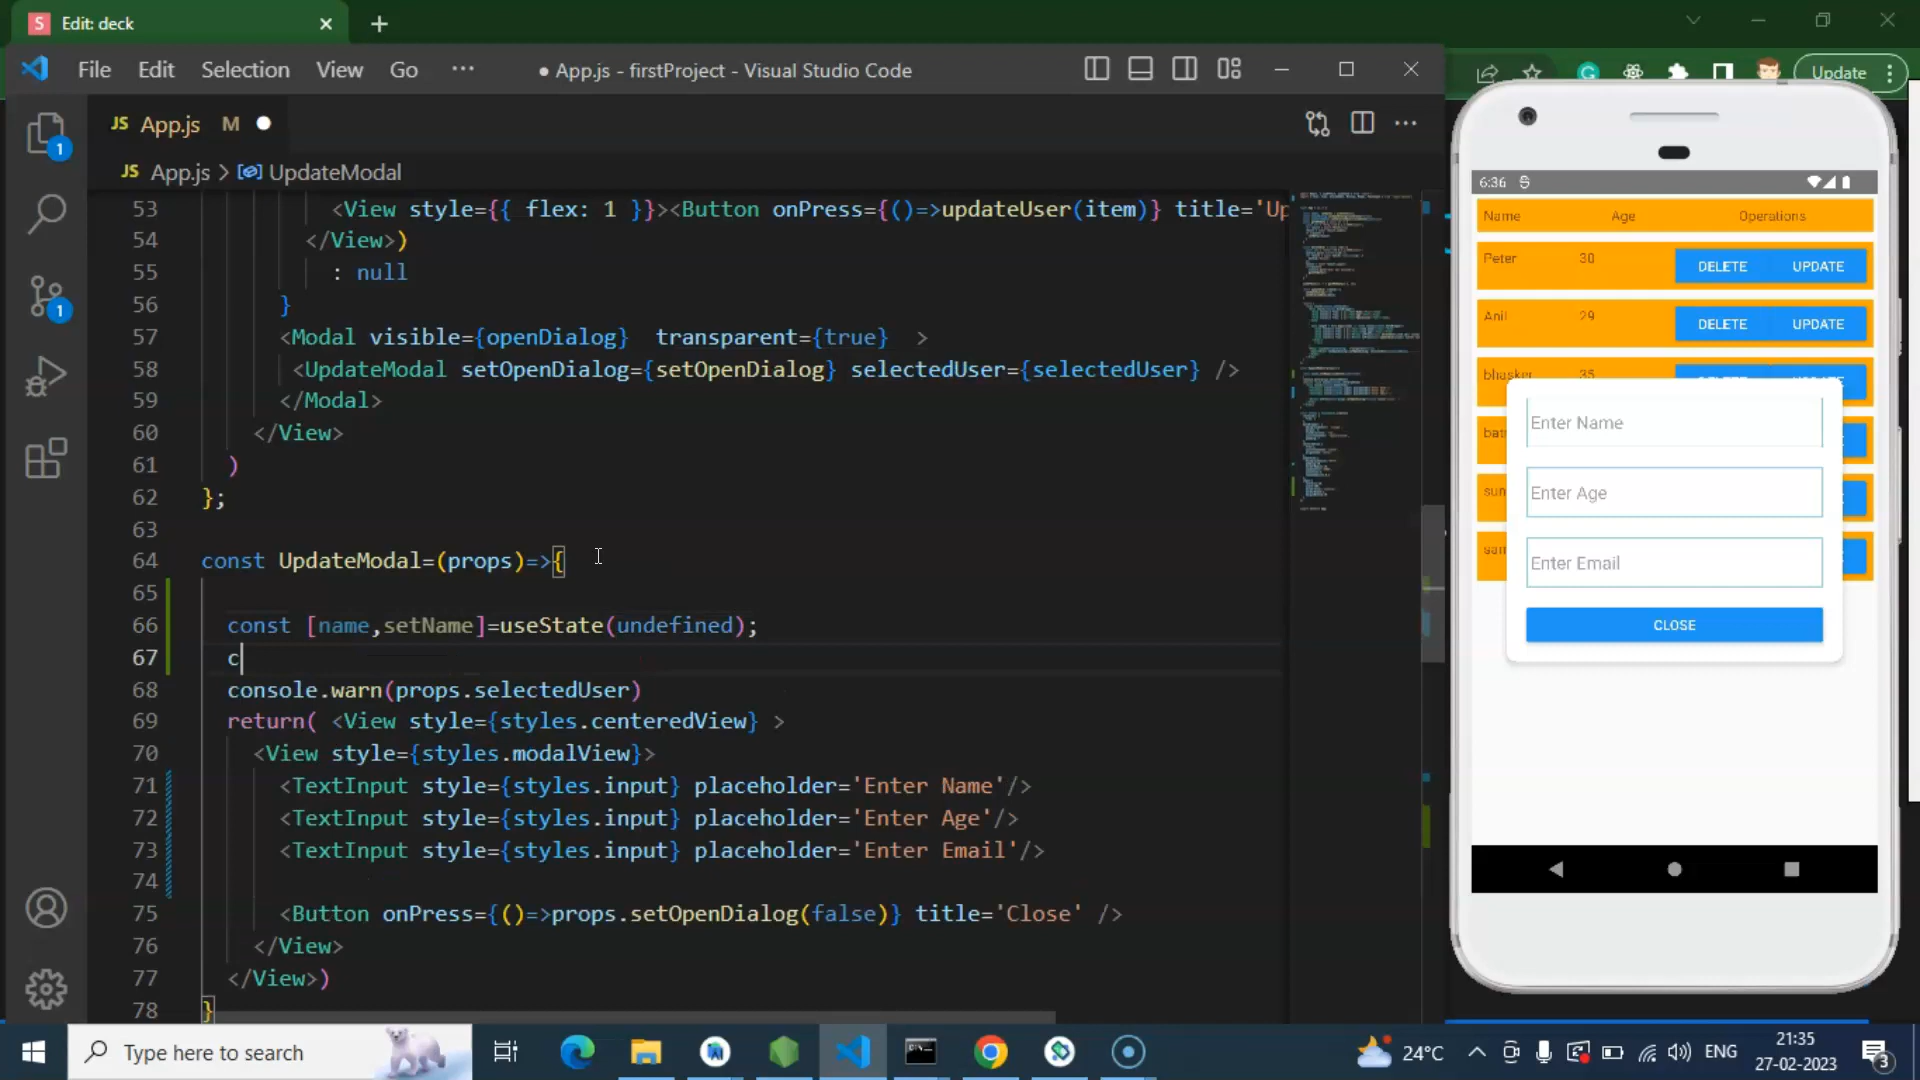 Edit: deck
File Edit Selection View Go ··· ● App.js - firstProject - Visual Studio Code
Update
JS App.js M ●
JS App.js > UpdateModal
53 <View style={{ flex: 1 }}><Button onPress={()=>updateUser(item)} title='Up
54 </View>)
55 : null
56 }
57 <Modal visible={openDialog} transparent={true} >
58 <UpdateModal setOpenDialog={setOpenDialog} selectedUser={selectedUser} />
59 </Modal>
60 </View>
61 )
62 };
63
64 const UpdateModal=(props)=>{
65
66 const [name,setName]=useState(undefined);
67 c
68 console.warn(props.selectedUser)
69 return( <View style={styles.centeredView} >
70 <View style={styles.modalView}>
71 <TextInput style={styles.input} placeholder='Enter Name'/>
72 <TextInput style={styles.input} placeholder='Enter Age'/>
73 <TextInput style={styles.input} placeholder='Enter Email'/>
74
75 <Button onPress={()=>props.setOpenDialog(false)} title='Close' />
76 </View>
77 </View>)
78 }
1
1
6:36
Name Age Operations
Peter 30 DELETE UPDATE
Anil 29 DELETE UPDATE
bhasker 35
Enter Name
Enter Age
Enter Email
CLOSE
Type here to search
24°C ENG 21:35
27-02-2023
3